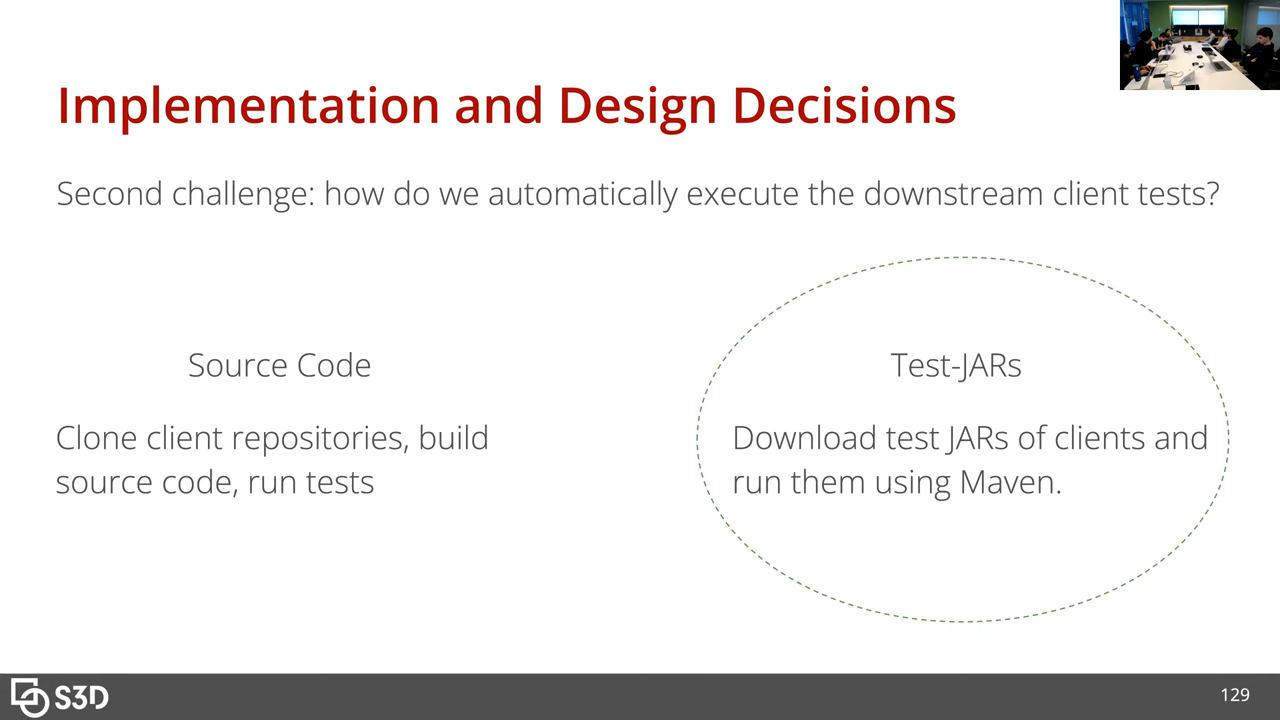 Implementation and Design Decisions
Second challenge: how do we automatically execute the downstream client tests?
Source Code
Clone client repositories, build
source code, run tests
Test-JARs
Download test JARs of clients and
run them using Maven.
S3D
129